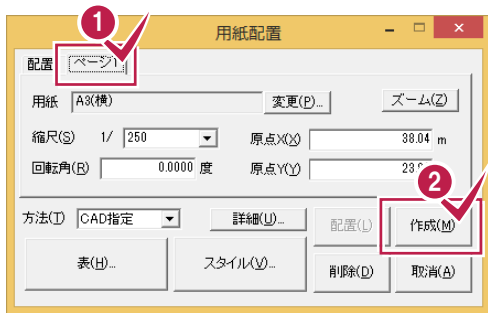 1
用紙配置
配置 ページ1
用紙 A3(横) 変更(P)... ズーム(Z)
縮尺(S) 1/ 250 原点X(X) 38.04 m
回転角(R) 0.0000 度 原点Y(Y)
2
方法(T) CAD指定 詳細(U)... 配置(L) 作成(M)
表(H)... スタイル(V)... 削除(D) 取消(A)